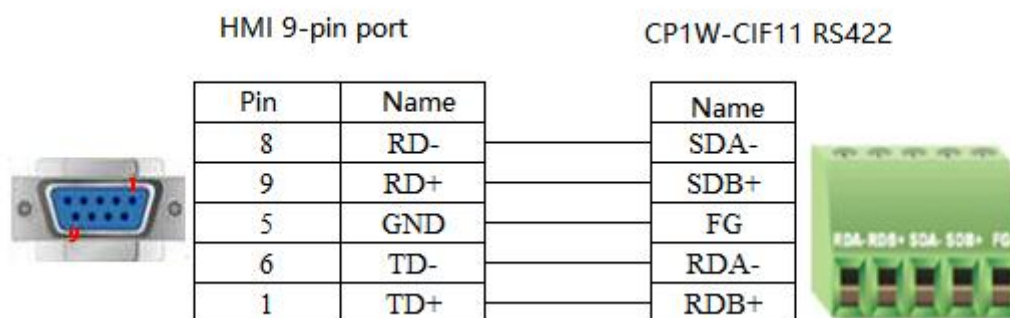 HMI 9-pin port CP1W-CIF11 RS422
Pin Name Name
8 RD- SDA-
9 RD+ SDB+
5 GND FG
6 TD- RDA-
1 TD+ RDB+
1
9
RDA- RDB+ SDA- SDB+ FG